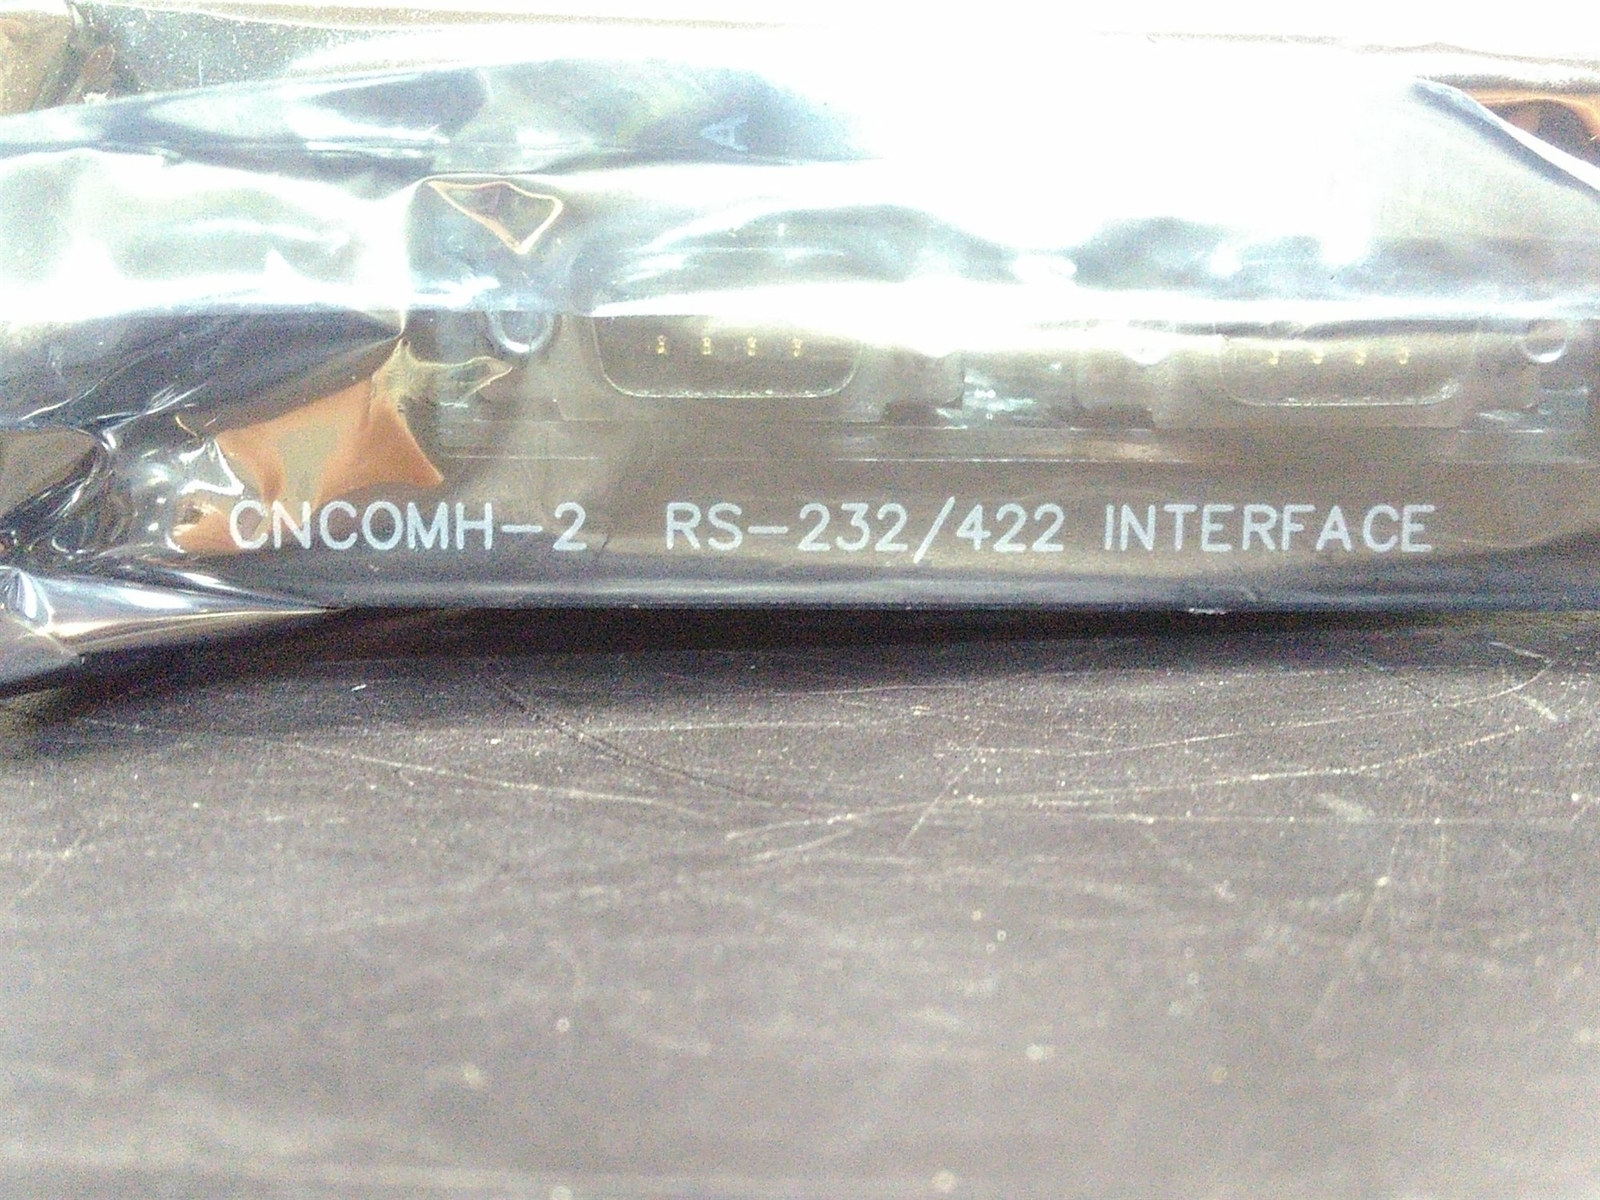 A
CNCOMH-2 RS-232/422 INTERFACE